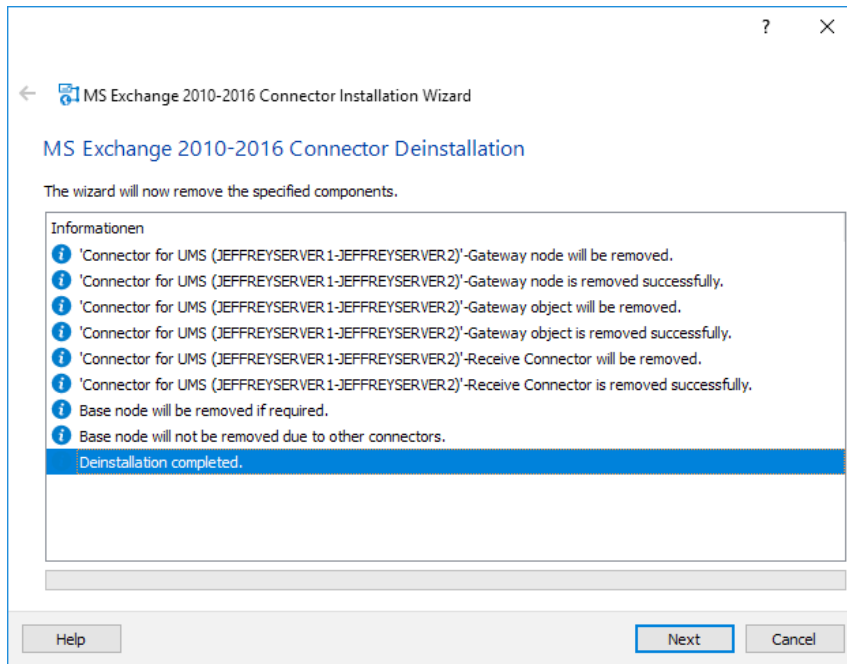 ?
MS Exchange 2010-2016 Connector Installation Wizard
MS Exchange 2010-2016 Connector Deinstallation
The wizard will now remove the specified components.
Informationen
'Connector for UMS (JEFFREYSERVER1-JEFFREYSERVER2)'-Gateway node will be removed.
'Connector for UMS (JEFFREYSERVER1-JEFFREYSERVER2)'-Gateway node is removed successfully.
'Connector for UMS (JEFFREYSERVER1-JEFFREYSERVER2)'-Gateway object will be removed.
'Connector for UMS (JEFFREYSERVER1-JEFFREYSERVER2)'-Gateway object is removed successfully.
'Connector for UMS (JEFFREYSERVER1-JEFFREYSERVER2)'-Receive Connector will be removed.
'Connector for UMS (JEFFREYSERVER1-JEFFREYSERVER2)'-Receive Connector is removed successfully.
Base node will be removed if required.
Base node will not be removed due to other connectors.
Deinstallation completed.
Help Next Cancel